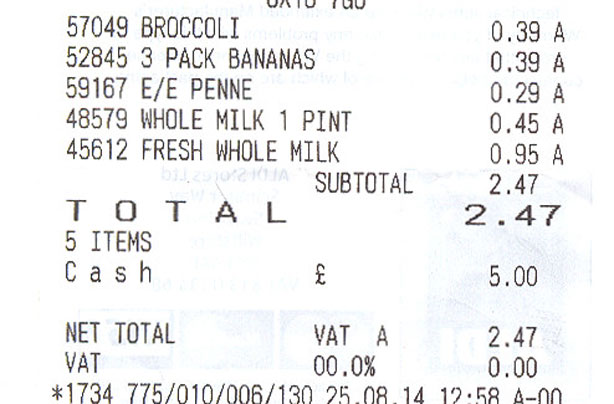 57049 BROCCOLI 0.39 A
52845 3 PACK BANANAS 0.39 A
59167 E/E PENNE 0.29 A
48579 WHOLE MILK 1 PINT 0.45 A
45612 FRESH WHOLE MILK 0.95 A
SUBTOTAL 2.47
TOTAL 2.47
5 ITEMS
Cash £ 5.00
NET TOTAL VAT A 2.47
VAT 00.0% 0.00
*1734 775/010/006/130 25.08.14 12:58 A-00